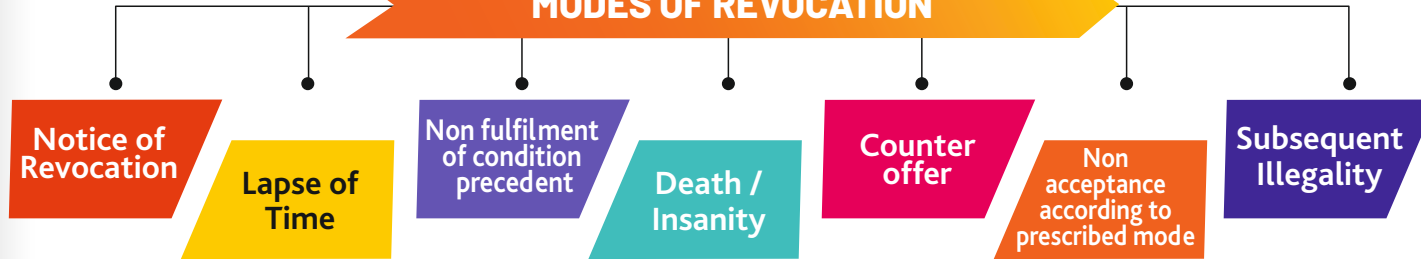 MODES OF REVOCATION
Notice of
Revocation
Lapse of
Time
Non fulfilment
of condition
precedent
Death /
Insanity
Counter
offer
Non
acceptance
according to
prescribed mode
Subsequent
Illegality